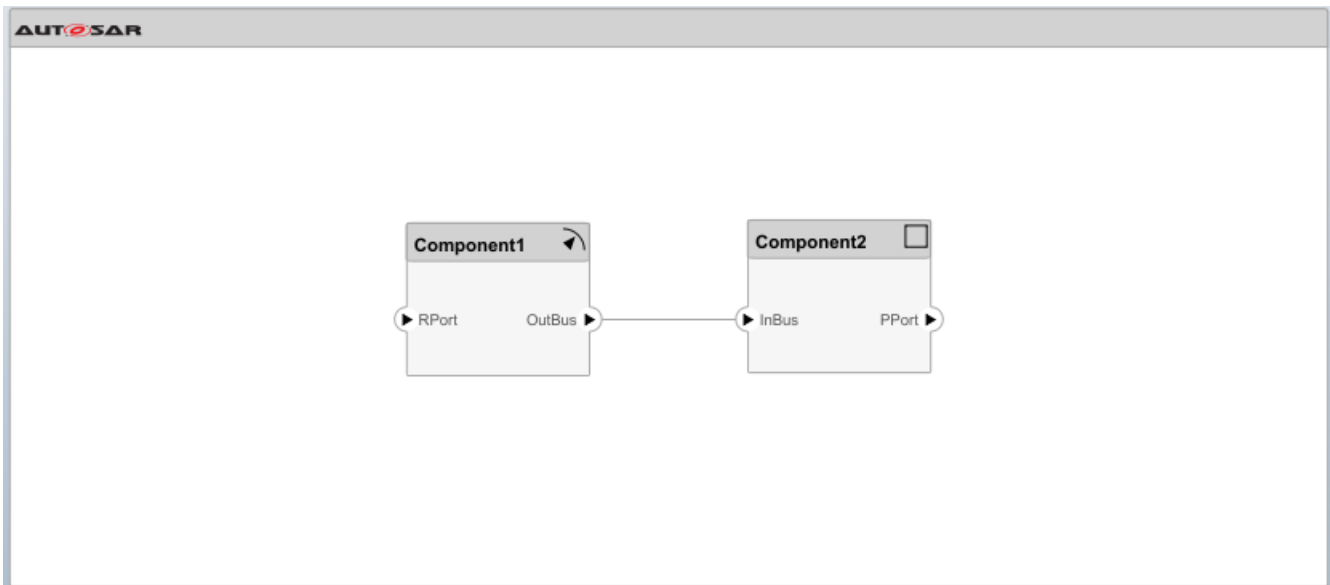 AUTOSAR
Component1
Component2
RPort
OutBus
InBus
PPort